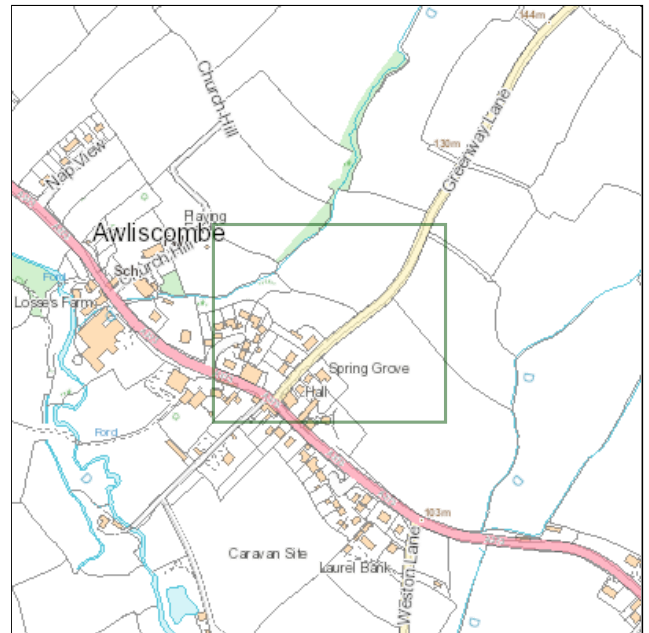 144m
Church Hill
Greenway Lane
130m
Nap View
Playing
Awliscombe
Church Hill
Sch
Ford
Losse's Farm
Spring Grove
Hall
Ford
103m
Caravan Site
Laurel Bank
Weston Lane